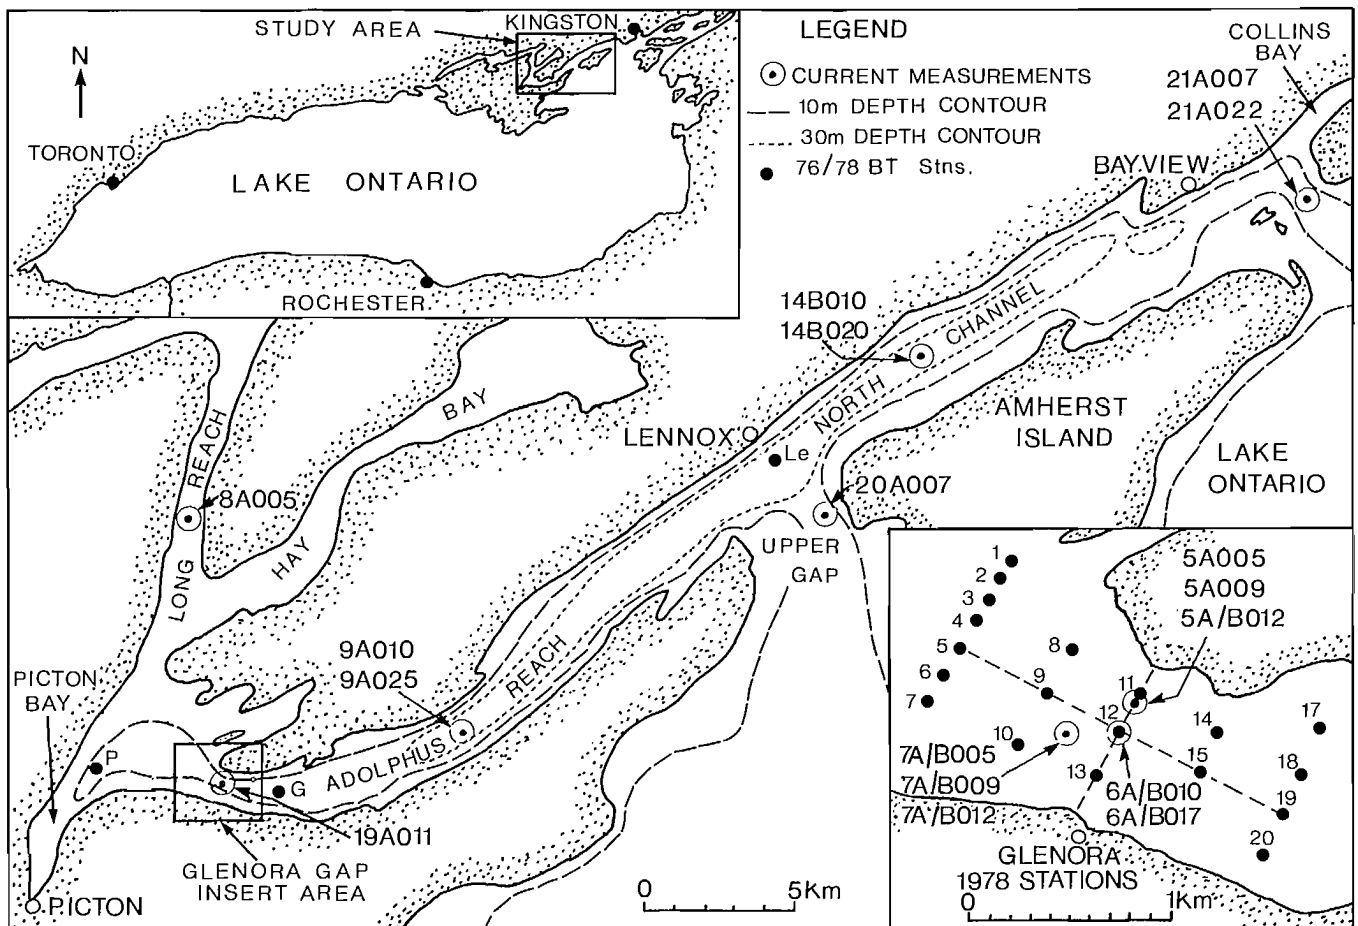 STUDY AREA
KINGSTON
N
TORONTO
LAKE ONTARIO
ROCHESTER
LEGEND
CURRENT MEASUREMENTS
10m DEPTH CONTOUR
30m DEPTH CONTOUR
76/78 BT Stns.
COLLINS
BAY
21A007
21A022
BAYVIEW
14B010
14B020
NORTH CHANNEL
AMHERST
ISLAND
LAKE
ONTARIO
LENNOX
Le
20A007
UPPER
GAP
LONG REACH
8A005
HAY BAY
9A010
9A025
ADOLPHUS REACH
PICTON
BAY
P
G
19A011
GLENORA GAP
INSERT AREA
PICTON
0 5Km
1
2
3
4
5
6
7
8
9
10
11
12
13
14
15
17
18
19
20
5A005
5A009
5A/B012
7A/B005
7A/B009
7A/B012
6A/B010
6A/B017
GLENORA
1978 STATIONS
0 1Km